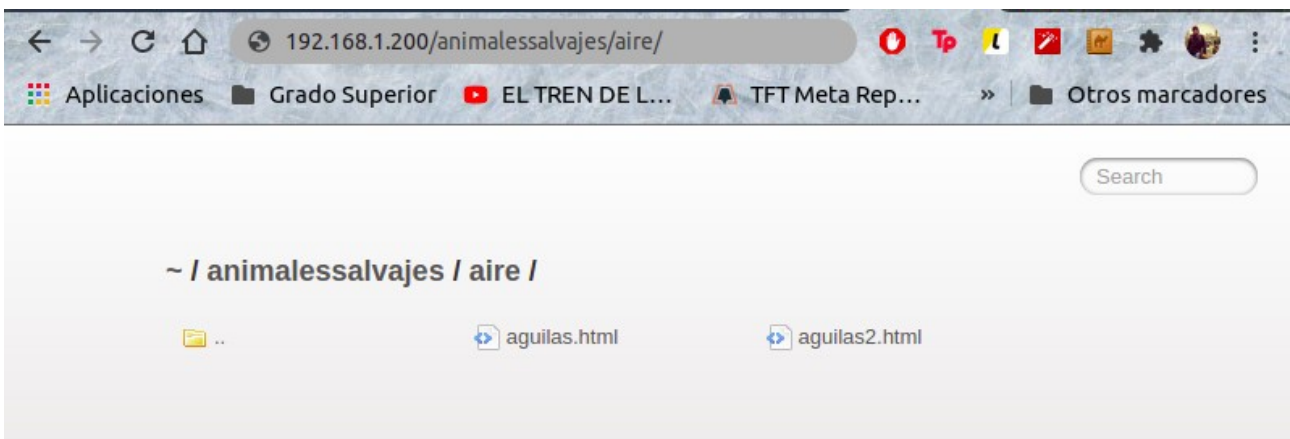 192.168.1.200/animalessalvajes/aire/
Tp
Aplicaciones Grado Superior EL TREN DE L... TFT Meta Rep... » Otros marcadores
Search
~ / animalessalvajes / aire /
.. aguilas.html aguilas2.html